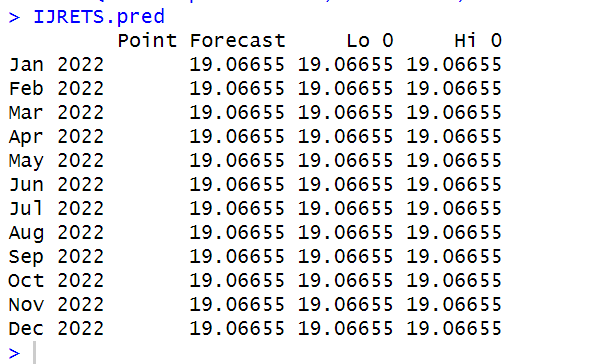 > IJRETS.pred
Point Forecast Lo 0 Hi 0
Jan 2022 19.06655 19.06655 19.06655
Feb 2022 19.06655 19.06655 19.06655
Mar 2022 19.06655 19.06655 19.06655
Apr 2022 19.06655 19.06655 19.06655
May 2022 19.06655 19.06655 19.06655
Jun 2022 19.06655 19.06655 19.06655
Jul 2022 19.06655 19.06655 19.06655
Aug 2022 19.06655 19.06655 19.06655
Sep 2022 19.06655 19.06655 19.06655
Oct 2022 19.06655 19.06655 19.06655
Nov 2022 19.06655 19.06655 19.06655
Dec 2022 19.06655 19.06655 19.06655
>